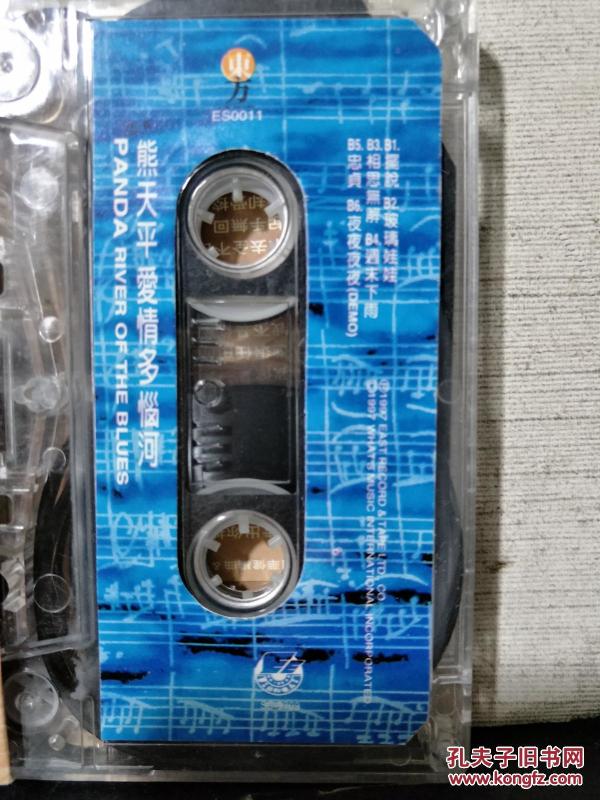 東方
ES0011
熊天平 愛情多惱河
PANDA RIVER OF THE BLUES
B1.據說 B2.玻璃娃娃
B3.相思無解 B4.週末下雨
B5.忠貞 B6.夜夜夜夜(DEMO)
Ⓟ1997 EAST RECORD & TAPE LTD. CO.
©1997 WHAT'S MUSIC INTERNATIONAL INCORPORATED
孔夫子旧书网
www.kongfz.com